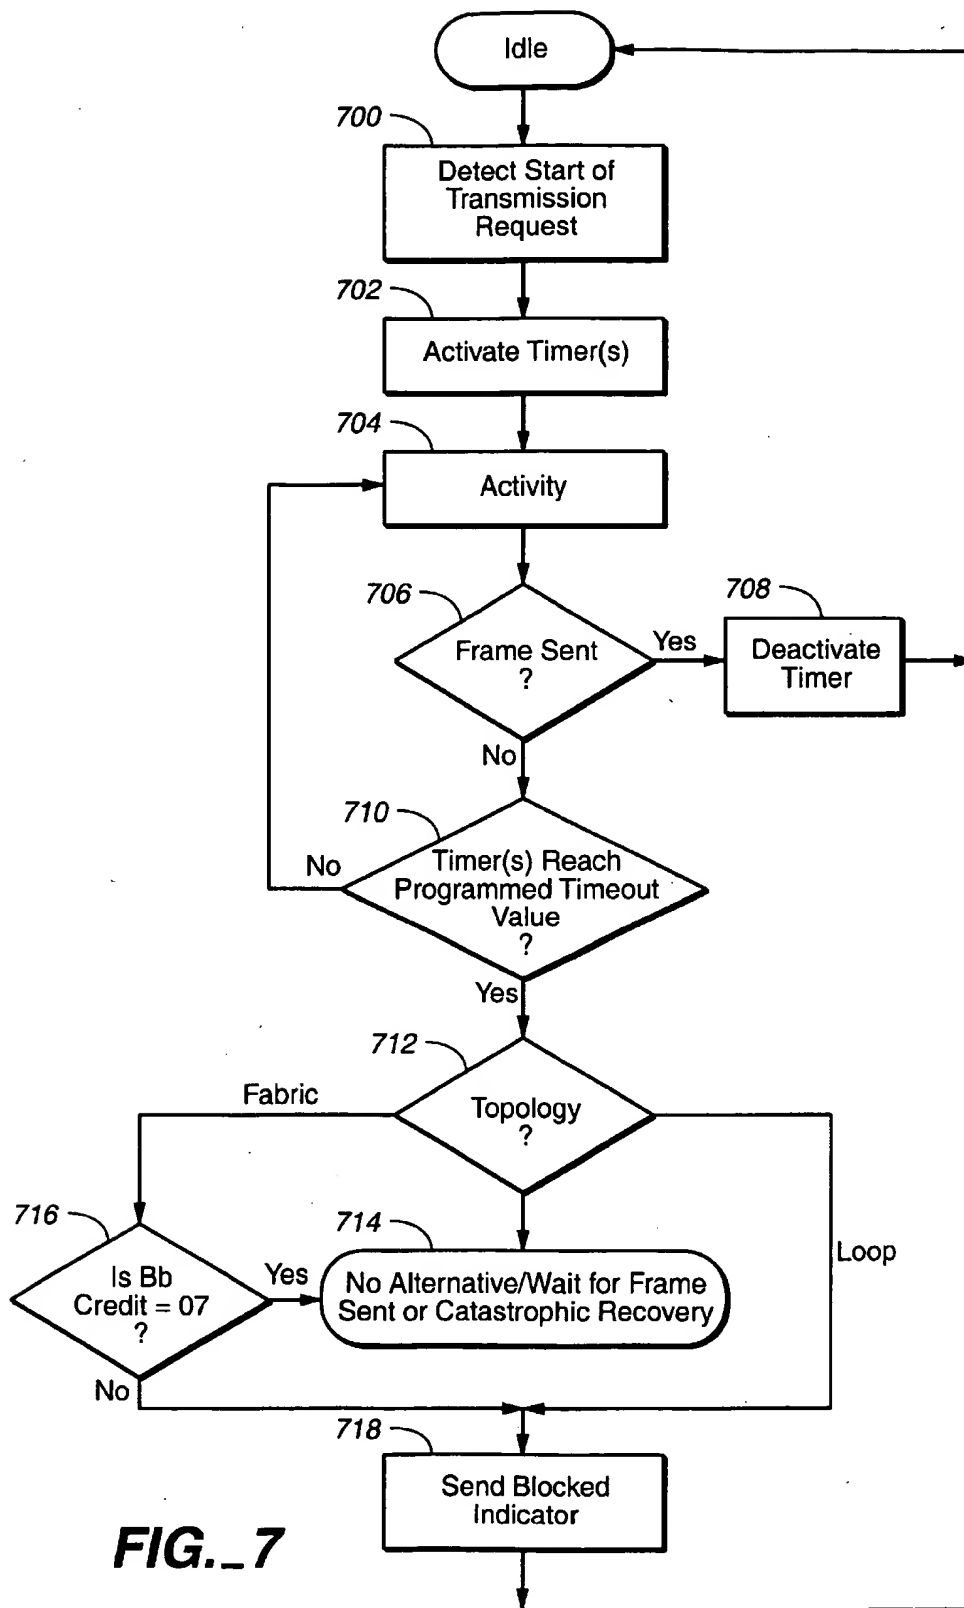 Idle
700
Detect Start of
Transmission
Request
702
Activate Timer(s)
704
Activity
706
Frame Sent
?
Yes
708
Deactivate
Timer
No
710
Timer(s) Reach
Programmed Timeout
Value
?
No
Yes
712
Topology
?
Fabric
Loop
716
Is Bb
Credit = 07
?
Yes
714
No Alternative/Wait for Frame
Sent or Catastrophic Recovery
No
718
Send Blocked
Indicator
FIG._7